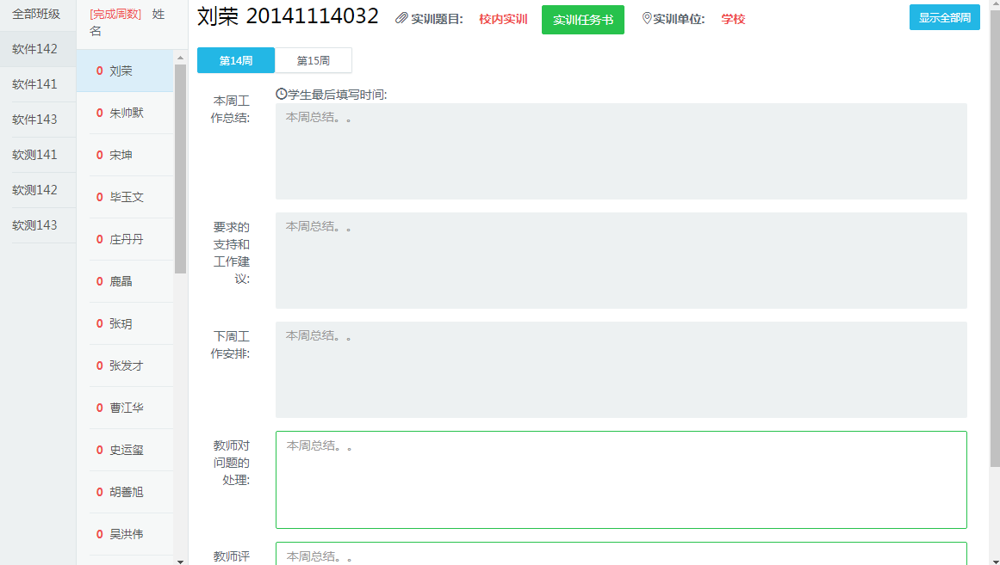 全部班级
软件142
软件141
软件143
软测141
软测142
软测143
[完成周数] 姓
名
0 刘荣
0 朱帅默
0 宋坤
0 毕玉文
0 庄丹丹
0 鹿晶
0 张玥
0 张发才
0 曹江华
0 史运玺
0 胡善旭
0 吴洪伟
刘荣 20141114032 实训题目: 校内实训 实训任务书 实训单位: 学校 显示全部周
第14周 第15周
本周工
作总结:
学生最后填写时间:
本周总结。。
要求的
支持和
工作建
议:
本周总结。。
下周工
作安排:
本周总结。。
教师对
问题的
处理:
本周总结。。
教师评
本周总结。。